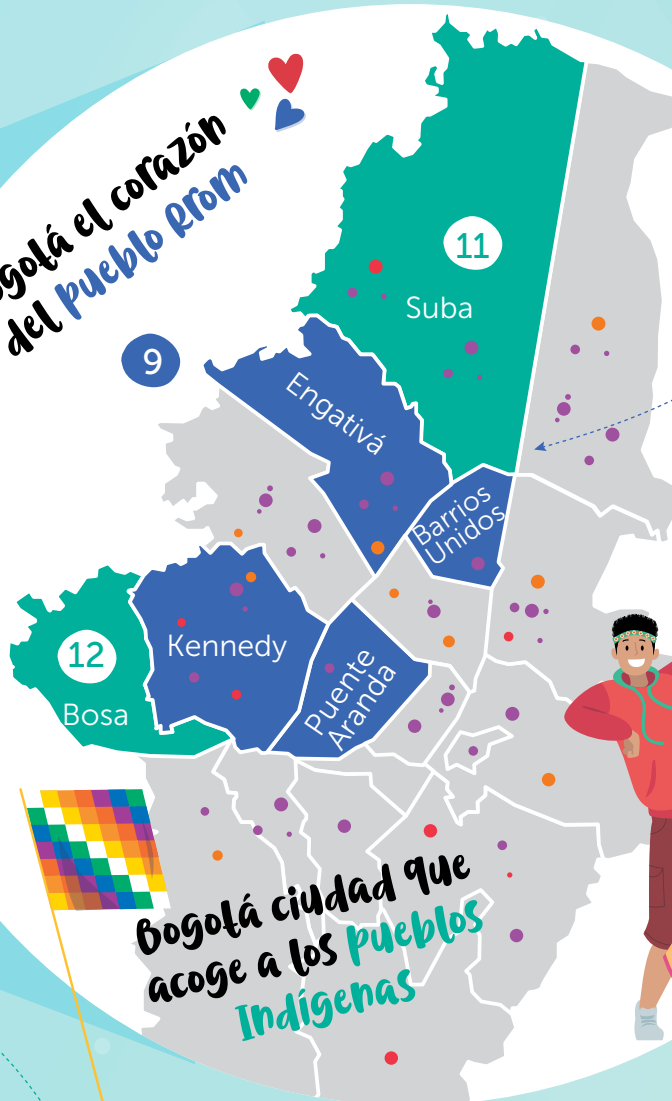 del pueblo Rrom
el corazón
11
Suba
9
Engativá
Barrios
Unidos
12
Bosa
Kennedy
Puente
Aranda
Bogotá ciudad que
acoge a los pueblos
Indígenas